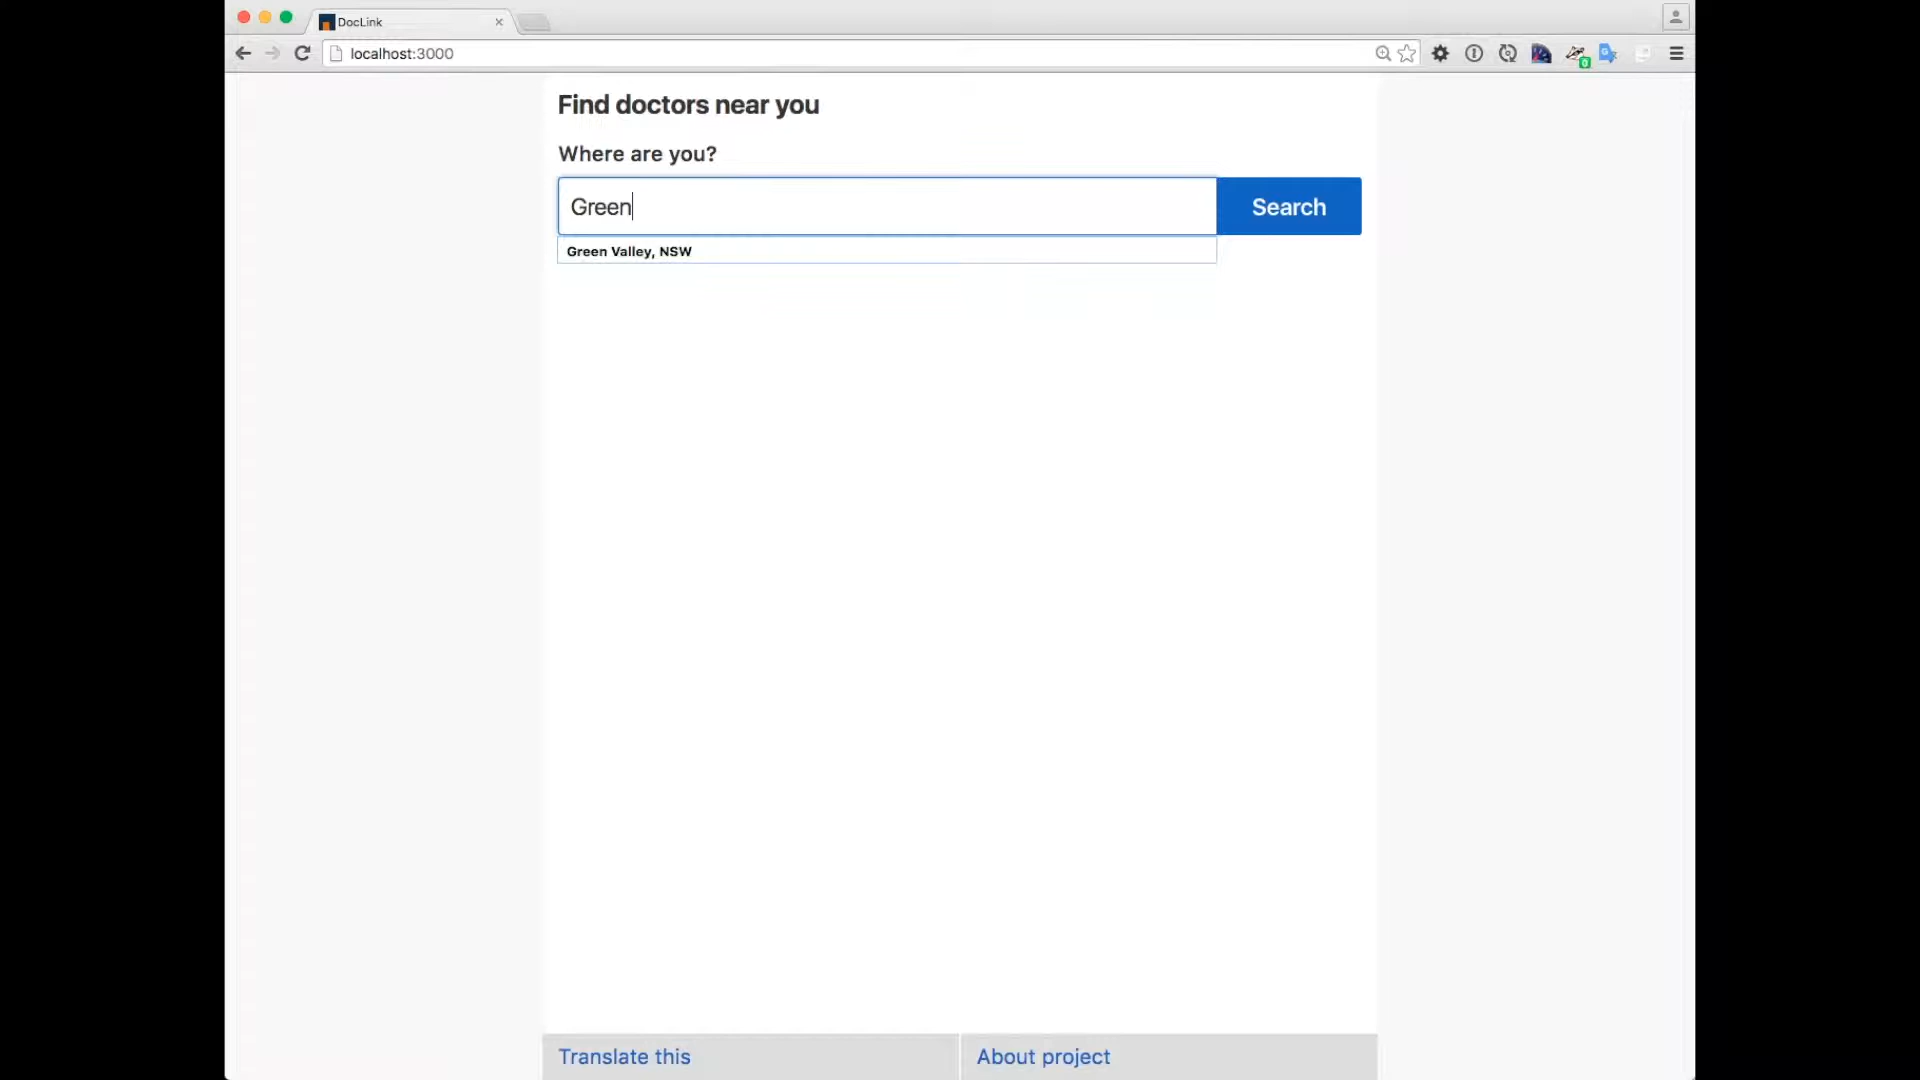 DocLink
localhost:3000
Find doctors near you
Where are you?
Green
Search
Green Valley, NSW
Translate this
About project